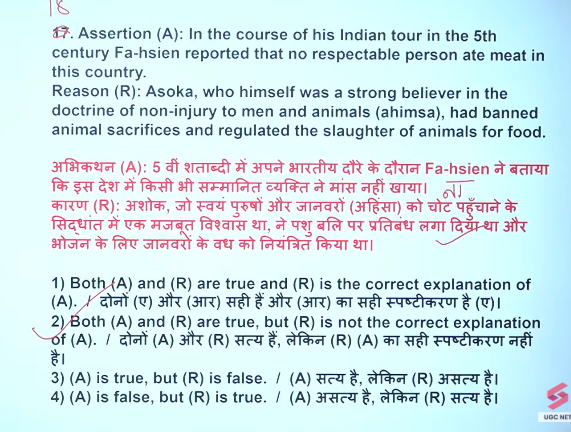 18
17. Assertion (A): In the course of his Indian tour in the 5th
century Fa-hsien reported that no respectable person ate meat in
this country.
Reason (R): Asoka, who himself was a strong believer in the
doctrine of non-injury to men and animals (ahimsa), had banned
animal sacrifices and regulated the slaughter of animals for food.
अभिकथन (A): 5 वीं शताब्दी में अपने भारतीय दौरे के दौरान Fa-hsien ने बताया
कि इस देश में किसी भी सम्मानित व्यक्ति ने मांस नहीं खाया।
ना
कारण (R): अशोक, जो स्वयं पुरुषों और जानवरों (अहिंसा) को चोट पहुँचाने के
सिद्धांत में एक मजबूत विश्वास था, ने पशु बलि पर प्रतिबंध लगा दिया था और
भोजन के लिए जानवरों के वध को नियंत्रित किया था।
1) Both (A) and (R) are true and (R) is the correct explanation of
(A). / दोनों (ए) और (आर) सही हैं और (आर) का सही स्पष्टीकरण है (ए)।
2) Both (A) and (R) are true, but (R) is not the correct explanation
of (A). / दोनों (A) और (R) सत्य हैं, लेकिन (R) (A) का सही स्पष्टीकरण नहीं
है।
3) (A) is true, but (R) is false. / (A) सत्य है, लेकिन (R) असत्य है।
4) (A) is false, but (R) is true. / (A) असत्य है, लेकिन (R) सत्य है।
UGC NET